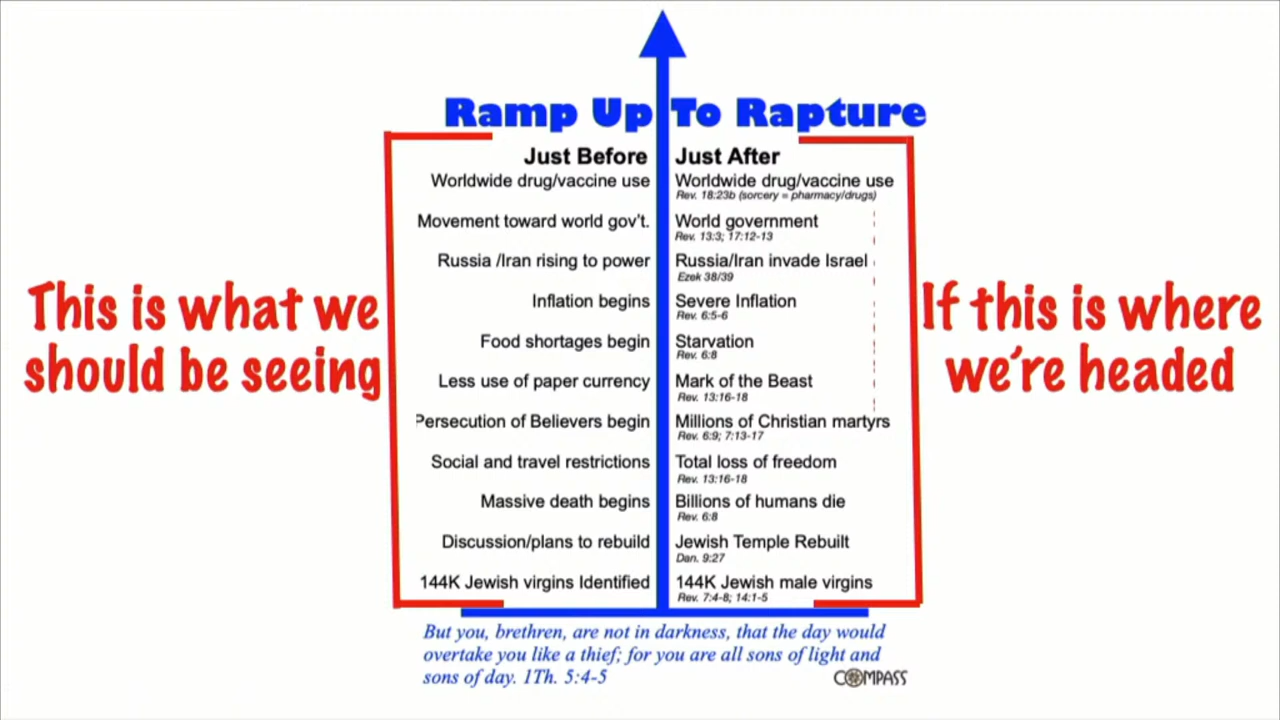 Ramp Up To Rapture
Just Before
Just After
Worldwide drug/vaccine use
Worldwide drug/vaccine use
Rev. 18:23b (sorcery = pharmacy/drugs)
Movement toward world gov't.
World government
Rev. 13:3; 17:12-13
Russia /Iran rising to power
Russia/Iran invade Israel
Ezek 38/39
Inflation begins
Severe Inflation
Rev. 6:5-6
Food shortages begin
Starvation
Rev. 6:8
Less use of paper currency
Mark of the Beast
Rev. 13:16-18
Persecution of Believers begin
Millions of Christian martyrs
Rev. 6:9; 7:13-17
Social and travel restrictions
Total loss of freedom
Rev. 13:16-18
Massive death begins
Billions of humans die
Rev. 6:8
Discussion/plans to rebuild
Jewish Temple Rebuilt
Dan. 9:27
144K Jewish virgins Identified
144K Jewish male virgins
Rev. 7:4-8; 14:1-5
This is what we
should be seeing
If this is where
we're headed
But you, brethren, are not in darkness, that the day would
overtake you like a thief; for you are all sons of light and
sons of day. 1Th. 5:4-5
COMPASS